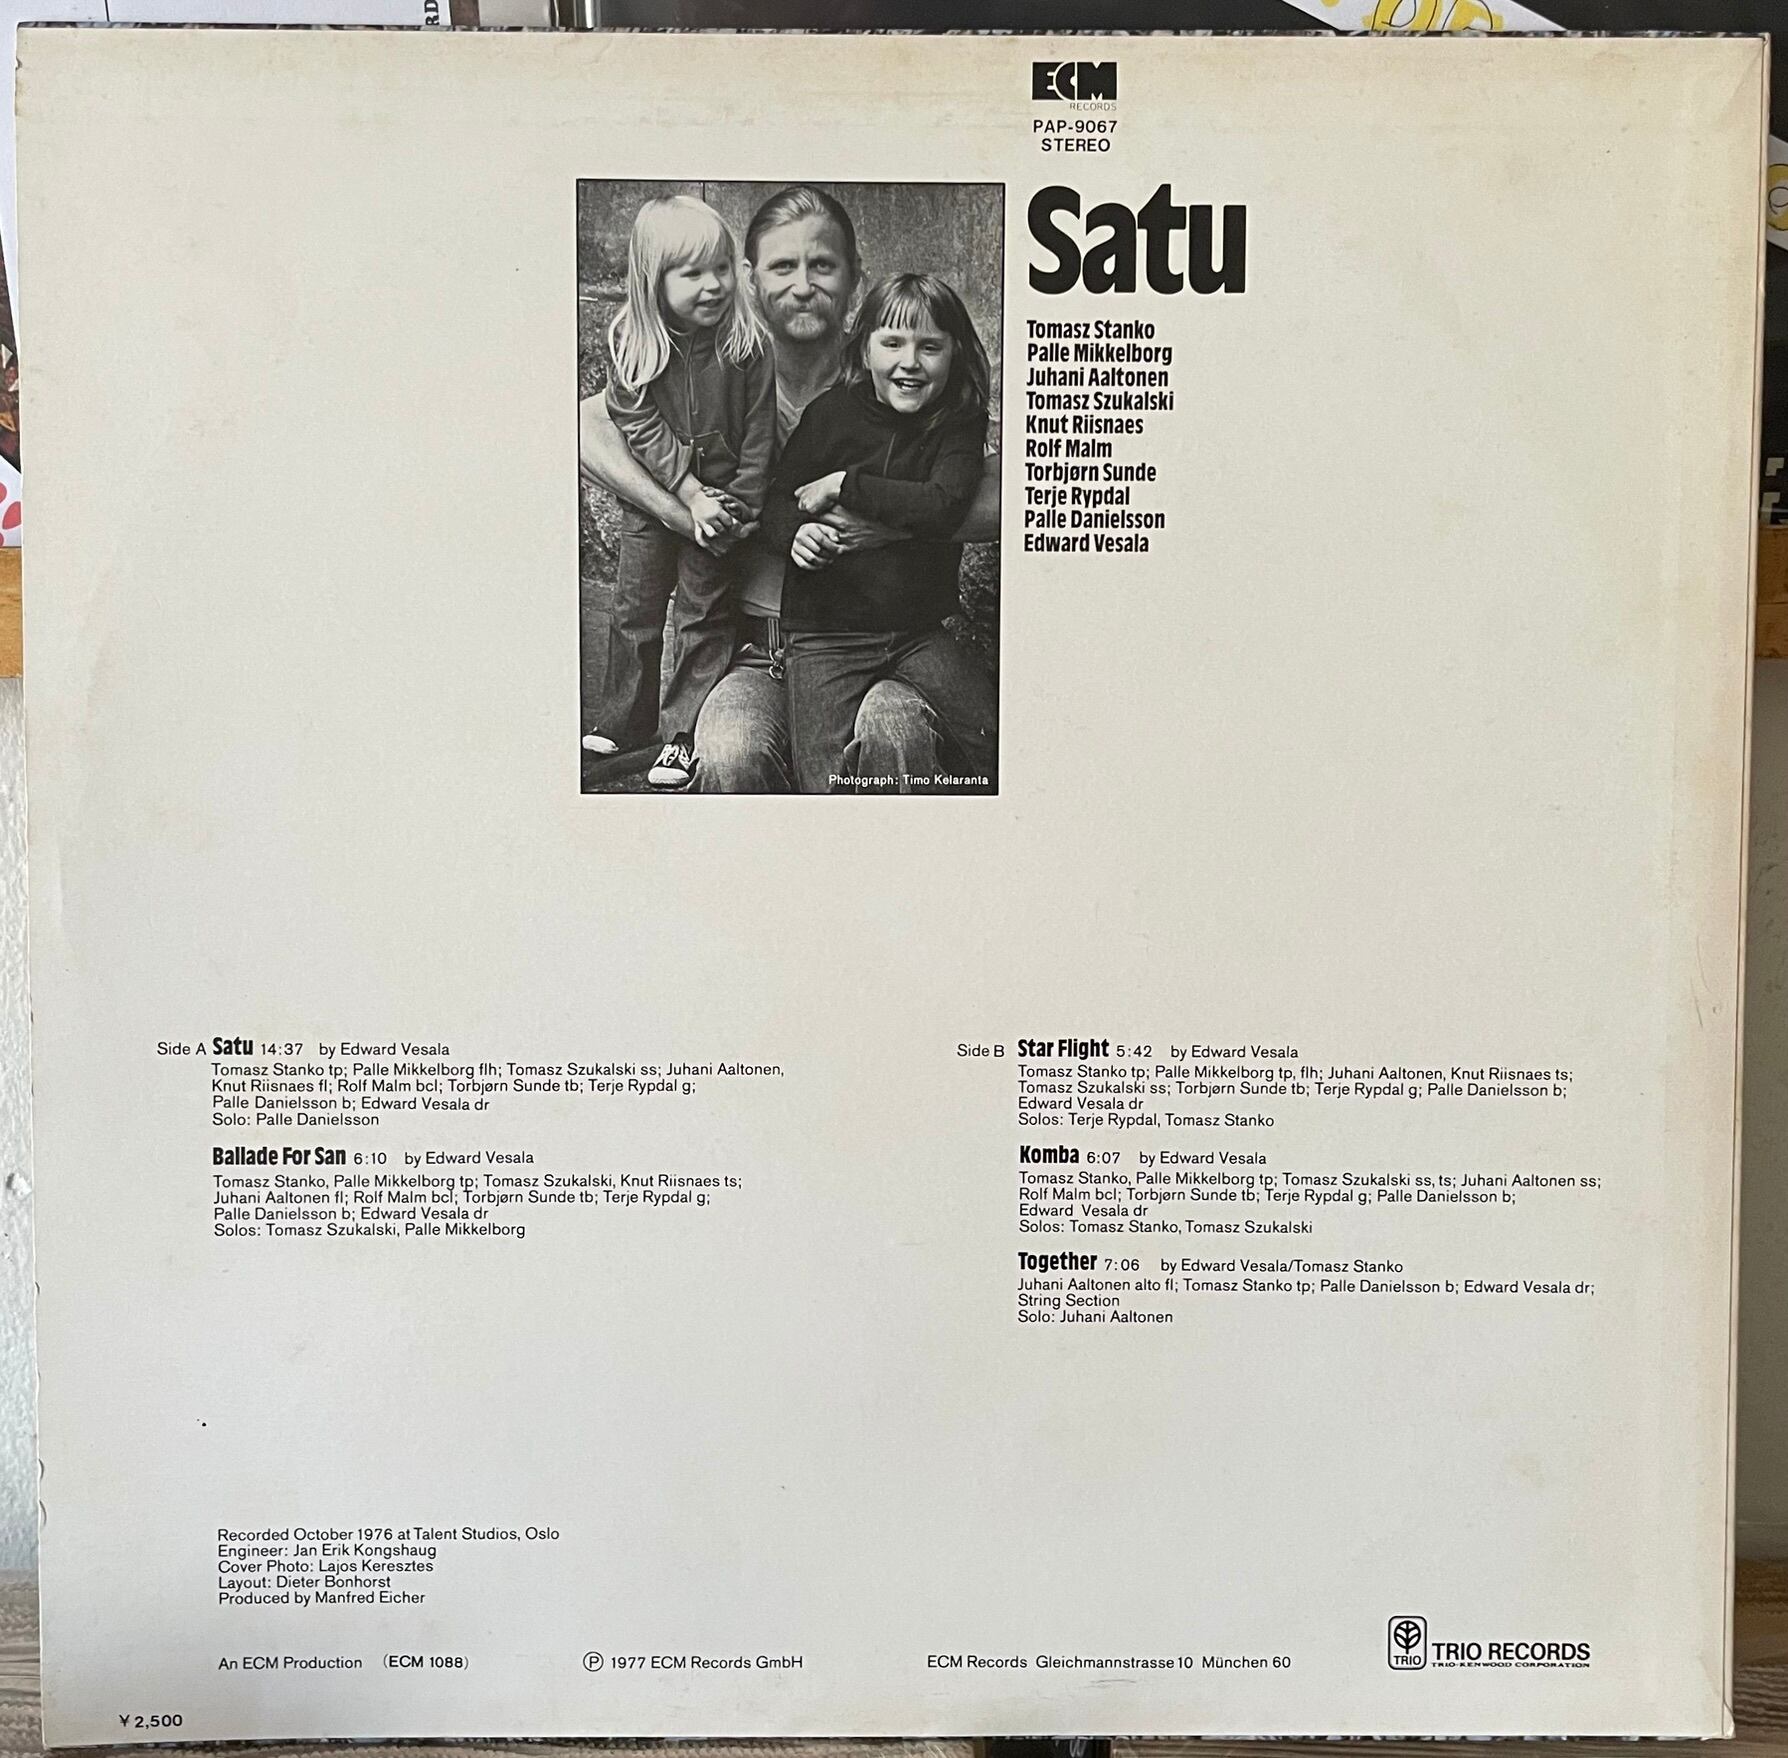 ECM
RECORDS
PAP-9067
STEREO
Satu
Tomasz Stanko
Palle Mikkelborg
Juhani Aaltonen
Tomasz Szukalski
Knut Riisnaes
Rolf Malm
Torbjørn Sunde
Terje Rypdal
Palle Danielsson
Edward Vesala
Photograph: Timo Kelaranta
Side A Satu 14:37 by Edward Vesala
Tomasz Stanko tp; Palle Mikkelborg flh; Tomasz Szukalski ss; Juhani Aaltonen,
Knut Riisnaes fl; Rolf Malm bcl; Torbjørn Sunde tb; Terje Rypdal g;
Palle Danielsson b; Edward Vesala dr
Solo: Palle Danielsson
Ballade For San 6:10 by Edward Vesala
Tomasz Stanko, Palle Mikkelborg tp; Tomasz Szukalski, Knut Riisnaes ts;
Juhani Aaltonen fl; Rolf Malm bcl; Torbjørn Sunde tb; Terje Rypdal g;
Palle Danielsson b; Edward Vesala dr
Solos: Tomasz Szukalski, Palle Mikkelborg
Side B Star Flight 5:42 by Edward Vesala
Tomasz Stanko tp; Palle Mikkelborg tp, flh; Juhani Aaltonen, Knut Riisnaes ts;
Tomasz Szukalski ss; Torbjørn Sunde tb; Terje Rypdal g; Palle Danielsson b;
Edward Vesala dr
Solos: Terje Rypdal, Tomasz Stanko
Komba 6:07 by Edward Vesala
Tomasz Stanko, Palle Mikkelborg tp; Tomasz Szukalski ss, ts; Juhani Aaltonen ss;
Rolf Malm bcl; Torbjørn Sunde tb; Terje Rypdal g; Palle Danielsson b;
Edward Vesala dr
Solos: Tomasz Stanko, Tomasz Szukalski
Together 7:06 by Edward Vesala/Tomasz Stanko
Juhani Aaltonen alto fl; Tomasz Stanko tp; Palle Danielsson b; Edward Vesala dr;
String Section
Solo: Juhani Aaltonen
Recorded October 1976 at Talent Studios, Oslo
Engineer: Jan Erik Kongshaug
Cover Photo: Lajos Keresztes
Layout: Dieter Bonhorst
Produced by Manfred Eicher
An ECM Production (ECM 1088)
Ⓟ 1977 ECM Records GmbH
ECM Records Gleichmannstrasse 10 München 60
TRIO
TRIO RECORDS
TRIO-KENWOOD CORPORATION
¥ 2,500